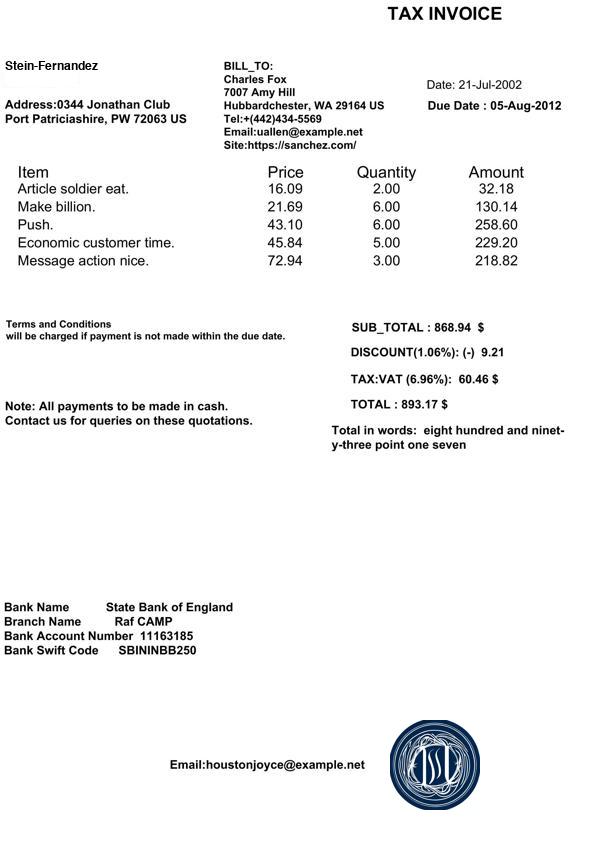 TAX INVOICE
Stein-Fernandez
Address:0344 Jonathan Club
Port Patriciashire, PW 72063 US
BILL_TO:
Charles Fox
7007 Amy Hill
Hubbardchester, WA 29164 US
Tel:+(442)434-5569
Email:uallen@example.net
Site:https://sanchez.com/
Date: 21-Jul-2002
Due Date : 05-Aug-2012
Item Price Quantity Amount
Article soldier eat. 16.09 2.00 32.18
Make billion. 21.69 6.00 130.14
Push. 43.10 6.00 258.60
Economic customer time. 45.84 5.00 229.20
Message action nice. 72.94 3.00 218.82
Terms and Conditions
will be charged if payment is not made within the due date.
SUB_TOTAL : 868.94 $
DISCOUNT(1.06%): (-) 9.21
TAX:VAT (6.96%): 60.46 $
TOTAL : 893.17 $
Note: All payments to be made in cash.
Contact us for queries on these quotations.
Total in words: eight hundred and ninet-
y-three point one seven
Bank Name State Bank of England
Branch Name Raf CAMP
Bank Account Number 11163185
Bank Swift Code SBININBB250
Email:houstonjoyce@example.net